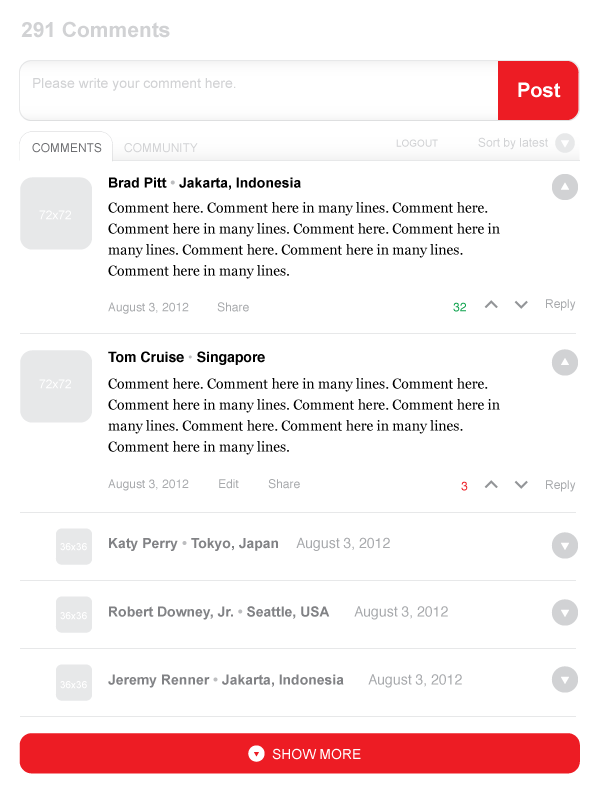 291 Comments
Please write your comment here.
Post
COMMENTS COMMUNITY LOGOUT Sort by latest
72x72
Brad Pitt • Jakarta, Indonesia
Comment here. Comment here in many lines. Comment here.
Comment here in many lines. Comment here. Comment here in
many lines. Comment here. Comment here in many lines.
Comment here in many lines.
August 3, 2012 Share 32 Reply
72x72
Tom Cruise • Singapore
Comment here. Comment here in many lines. Comment here.
Comment here in many lines. Comment here. Comment here in
many lines. Comment here. Comment here in many lines.
Comment here in many lines.
August 3, 2012 Edit Share 3 Reply
36x36 Katy Perry • Tokyo, Japan August 3, 2012
36x36 Robert Downey, Jr. • Seattle, USA August 3, 2012
36x36 Jeremy Renner • Jakarta, Indonesia August 3, 2012
SHOW MORE